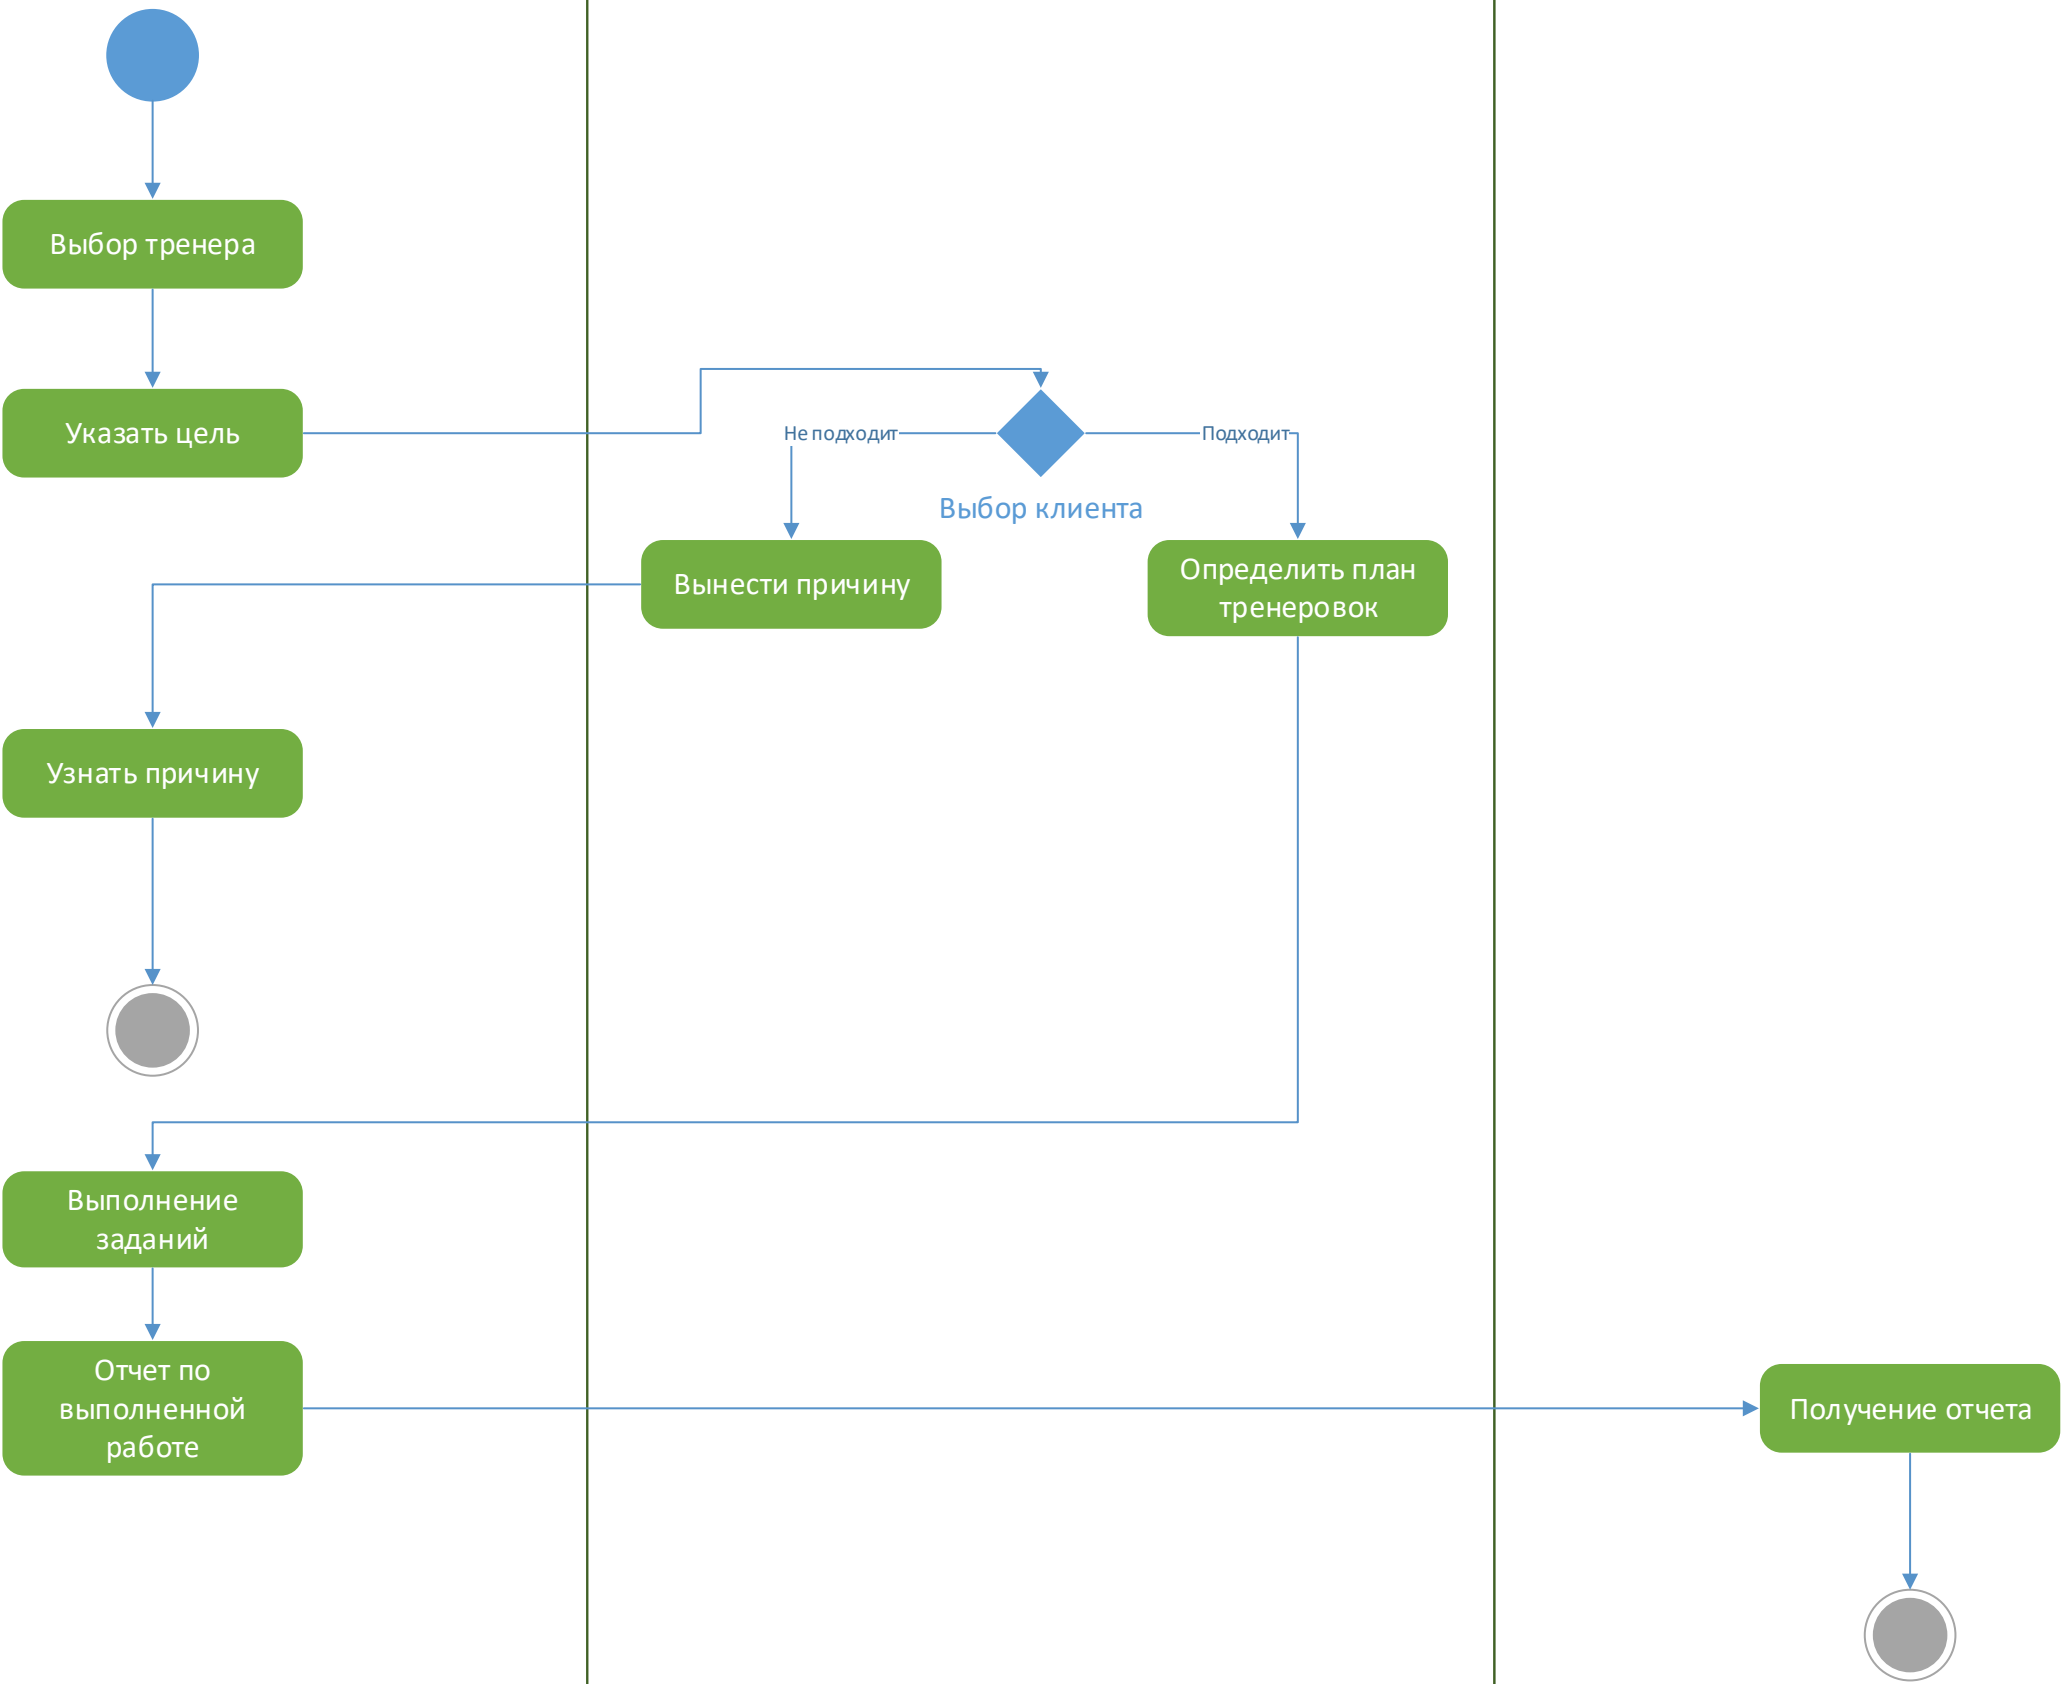 Выбор тренера
Указать цель
Не подходит
Подходит
Выбор клиента
Вынести причину
Определить план
тренировок
Узнать причину
Выполнение
заданий
Отчет по
выполненной
работе
Получение отчета